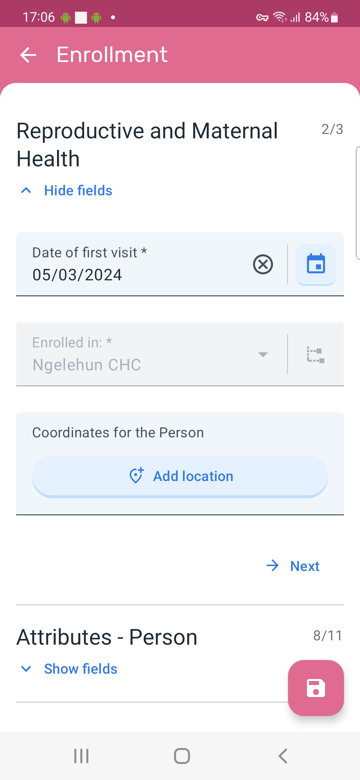 17:06 84%
Enrollment
Reproductive and Maternal 2/3
Health
Hide fields
Date of first visit *
05/03/2024
Enrolled in: *
Ngelehun CHC
Coordinates for the Person
Add location
Next
Attributes - Person 8/11
Show fields